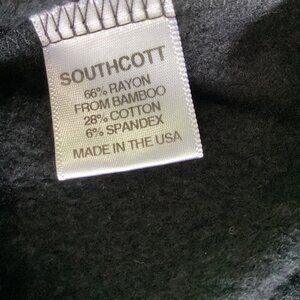 SOUTHCOTT
66% RAYON
FROM BAMBOO
28% COTTON
6% SPANDEX
MADE IN THE USA